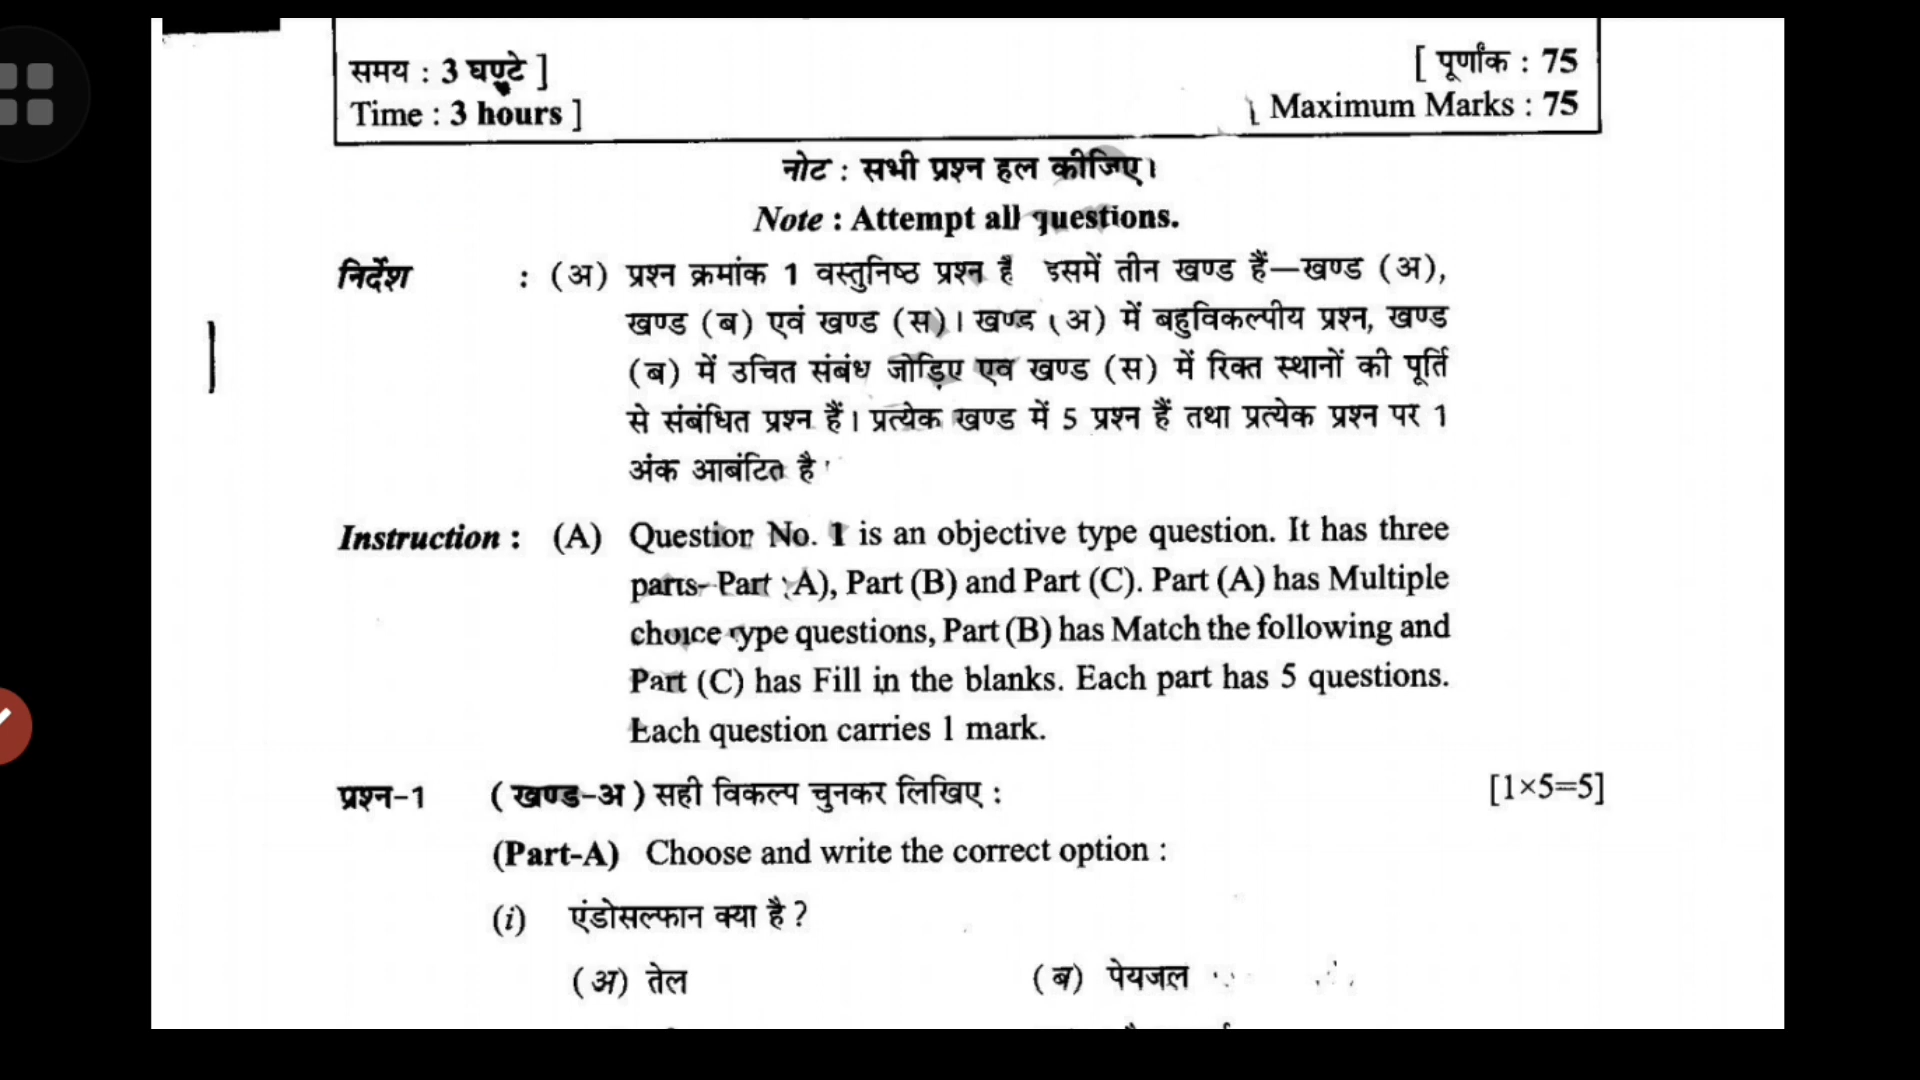 समय : 3 घण्टे ]
[ पूर्णांक : 75
Time : 3 hours ]
Maximum Marks : 75
नोट : सभी प्रश्न हल कीजिए।
Note : Attempt all questions.
निर्देश : (अ) प्रश्न क्रमांक 1 वस्तुनिष्ठ प्रश्न है इसमें तीन खण्ड हैं—खण्ड (अ),
खण्ड (ब) एवं खण्ड (स)। खण्ड (अ) में बहुविकल्पीय प्रश्न, खण्ड
(ब) में उचित संबंध जोड़िए एवं खण्ड (स) में रिक्त स्थानों की पूर्ति
से संबंधित प्रश्न हैं। प्रत्येक खण्ड में 5 प्रश्न हैं तथा प्रत्येक प्रश्न पर 1
अंक आबंटित है
Instruction : (A) Question No. 1 is an objective type question. It has three
parts- Part (A), Part (B) and Part (C). Part (A) has Multiple
choice type questions, Part (B) has Match the following and
Part (C) has Fill in the blanks. Each part has 5 questions.
Each question carries 1 mark.
प्रश्न-1 (खण्ड-अ) सही विकल्प चुनकर लिखिए : [1×5=5]
(Part-A) Choose and write the correct option :
(i) एंडोसल्फान क्या है ?
(अ) तेल (ब) पेयजल